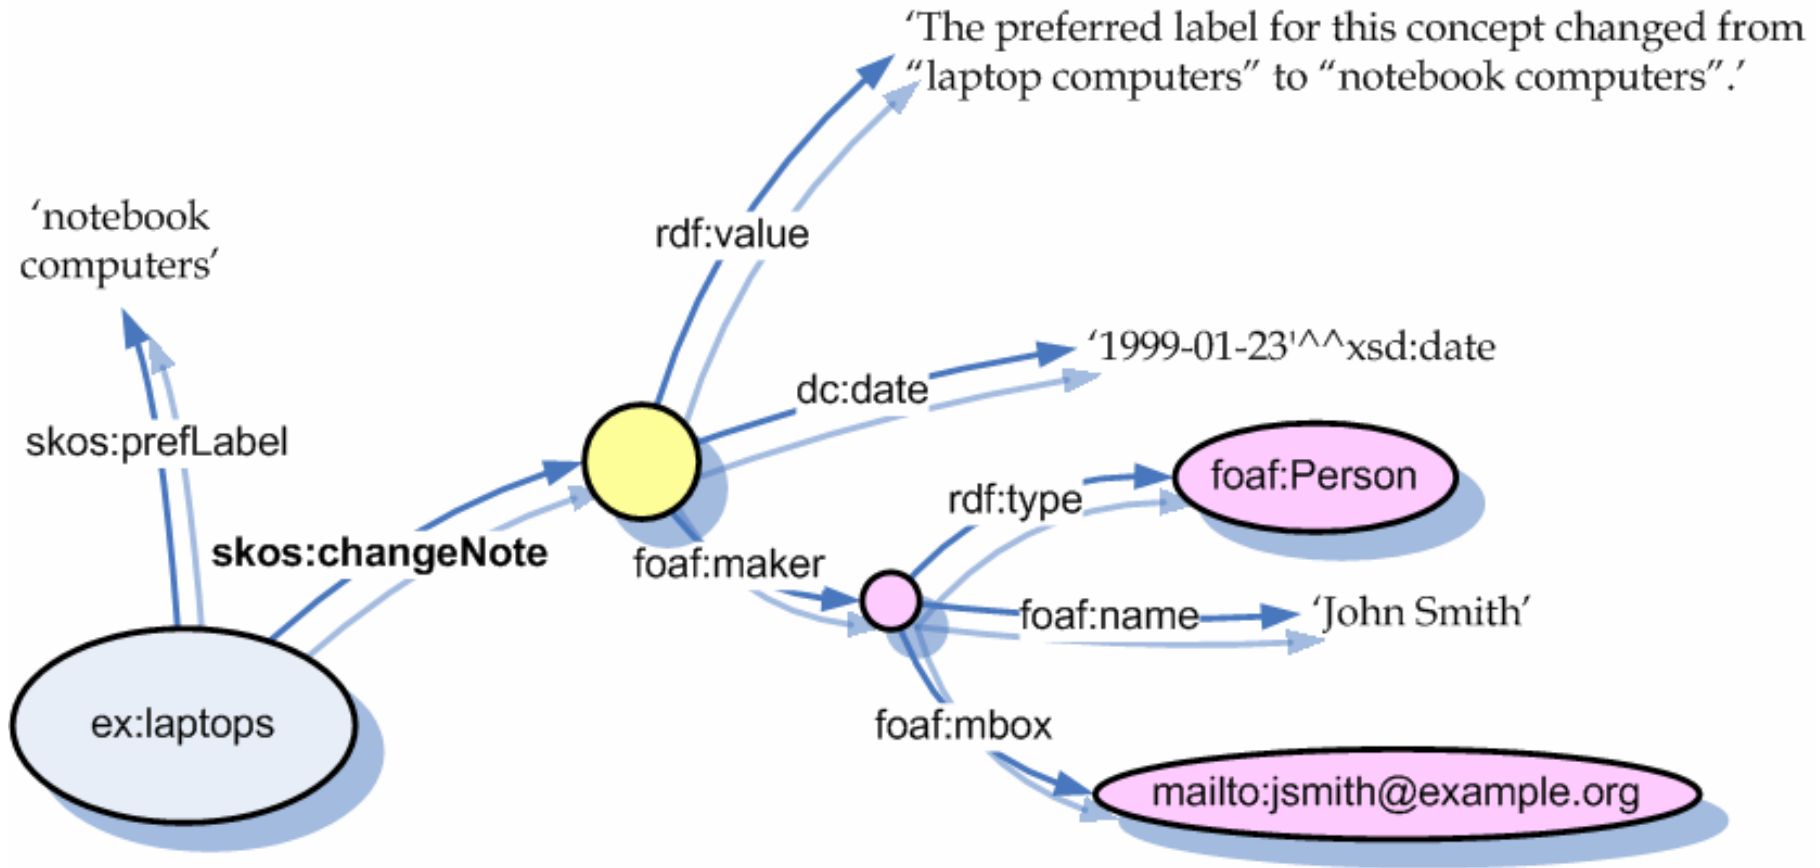 ‘The preferred label for this concept changed from
“laptop computers” to “notebook computers”.’
‘notebook
computers’
rdf:value
‘1999-01-23'^^xsd:date
dc:date
skos:prefLabel
foaf:Person
rdf:type
skos:changeNote
foaf:maker
foaf:name
‘John Smith’
ex:laptops
foaf:mbox
mailto:jsmith@example.org